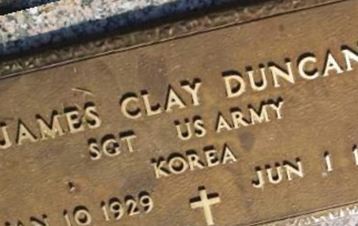 JAMES CLAY DUNCAN
SGT US ARMY
KOREA
10 1929 JUN 1